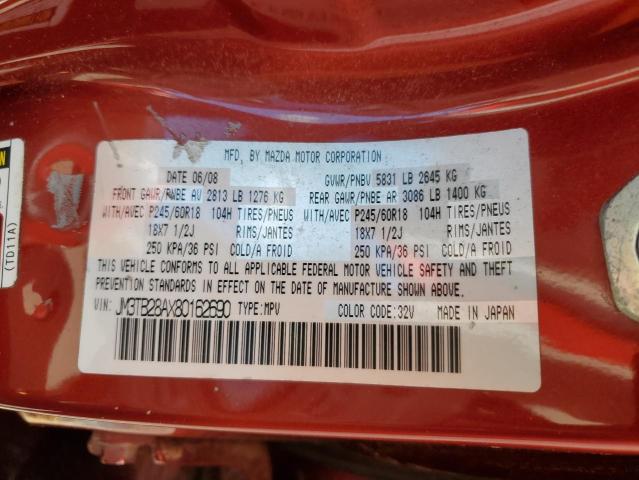 MFD. BY MAZDA MOTOR CORPORATION
DATE 06/08 GVWR/PNBV 5831 LB 2645 KG
FRONT GAWR/PNBE AV 2813 LB 1276 KG REAR GAWR/PNBE AR 3086 LB 1400 KG
WITH/AVEC P245/60R18 104H TIRES/PNEUS WITH/AVEC P245/60R18 104H TIRES/PNEUS
18X7 1/2J RIMS/JANTES 18X7 1/2J RIMS/JANTES
250 KPA/36 PSI COLD/A FROID 250 KPA/36 PSI COLD/A FROID
THIS VEHICLE CONFORMS TO ALL APPLICABLE FEDERAL MOTOR VEHICLE SAFETY AND THEFT
PREVENTION STANDARDS IN EFFECT ON THE DATE OF MANUFACTURE SHOWN ABOVE.
VIN: JM3TB28AX80162690 TYPE:MPV COLOR CODE:32V MADE IN JAPAN
(TD11A)